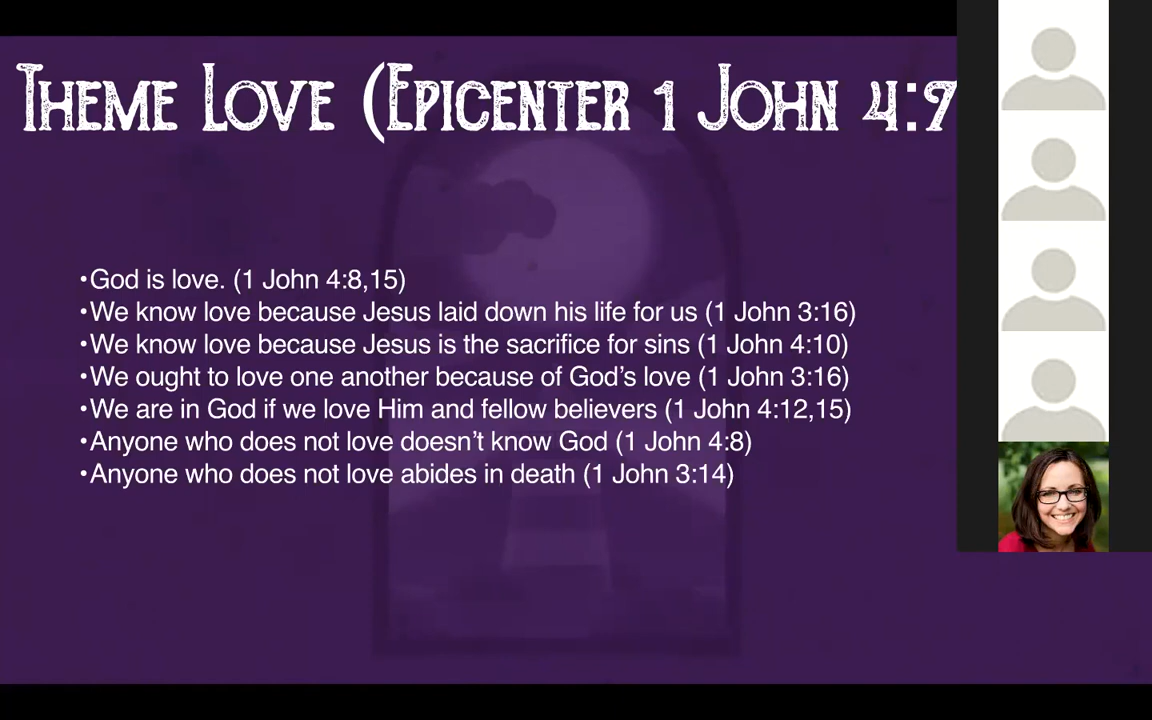 Theme Love (Epicenter 1 John 4:7
•God is love. (1 John 4:8,15)
•We know love because Jesus laid down his life for us (1 John 3:16)
•We know love because Jesus is the sacrifice for sins (1 John 4:10)
•We ought to love one another because of God’s love (1 John 3:16)
•We are in God if we love Him and fellow believers (1 John 4:12,15)
•Anyone who does not love doesn’t know God (1 John 4:8)
•Anyone who does not love abides in death (1 John 3:14)